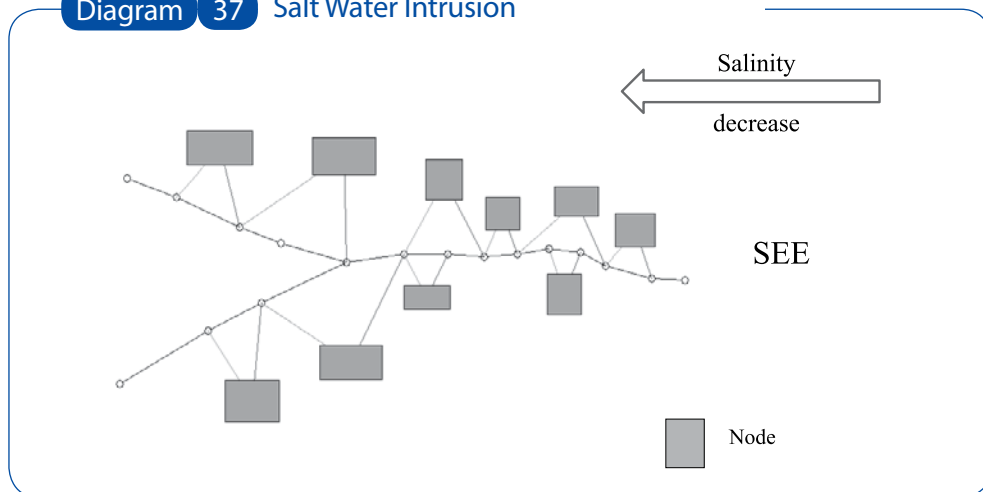 Diagram 37 Salt Water Intrusion
Salinity
decrease
SEE
Node